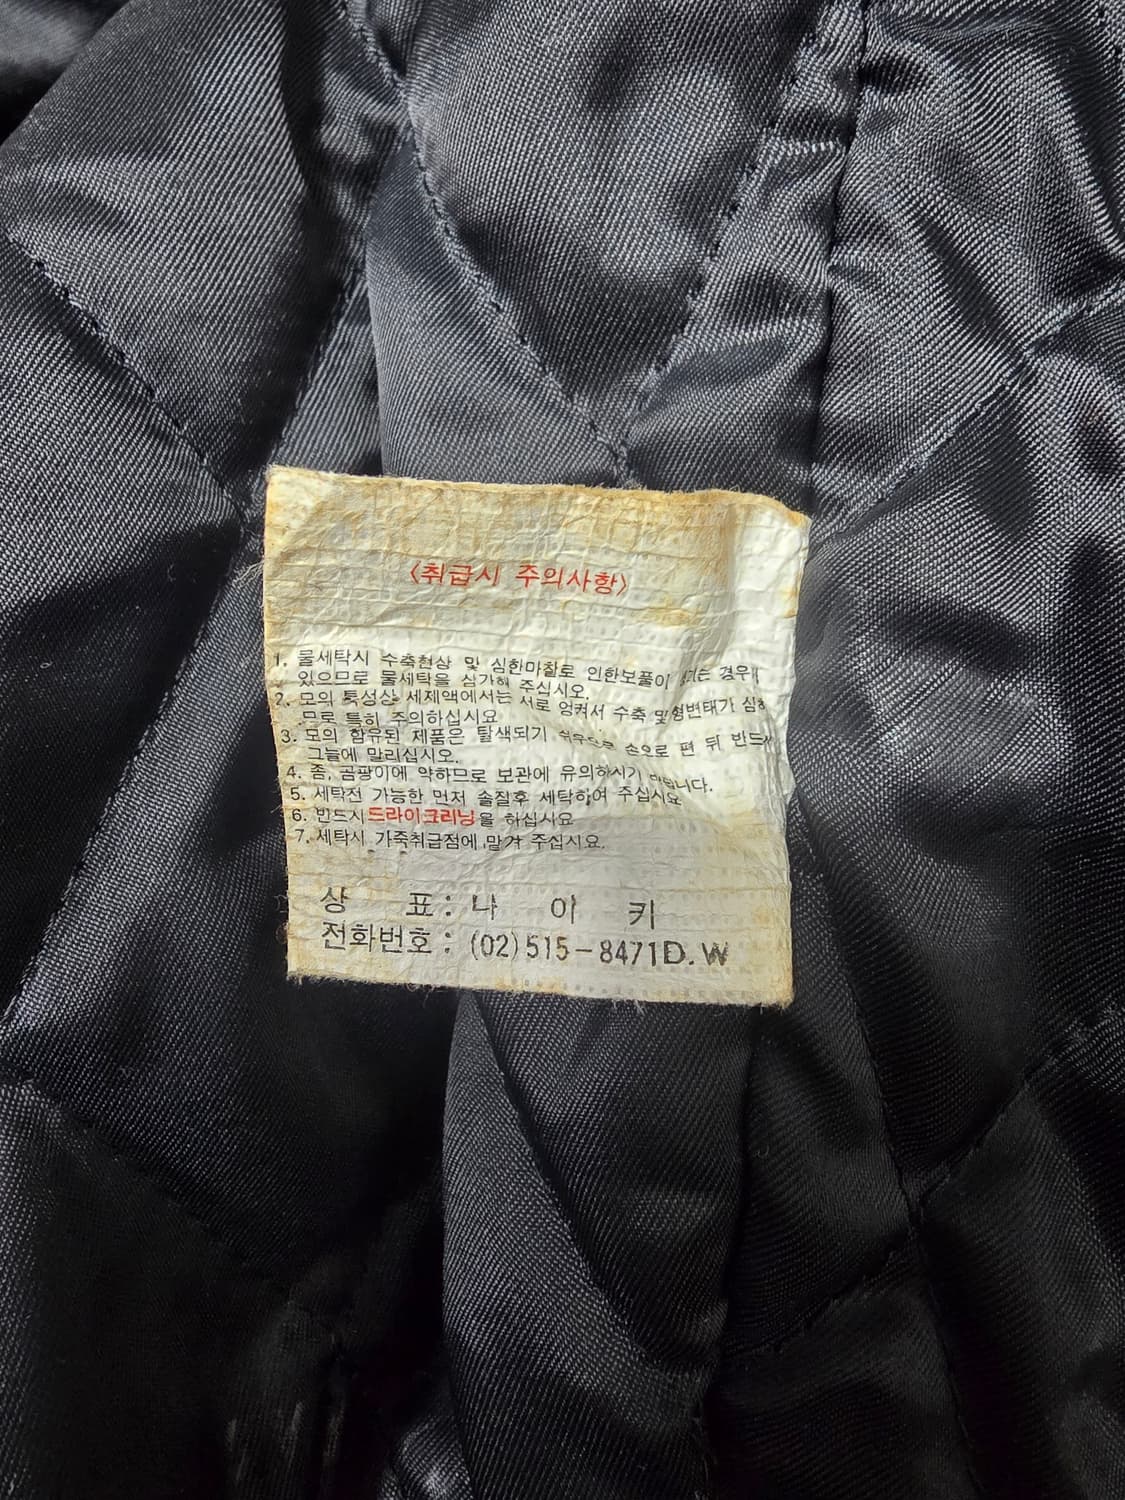 〈취급시 주의사항〉
1. 물세탁시 수축현상 및 심한마찰로 인한보풀이 경우가
있으므로 물세탁을 삼가해 주십시오.
2. 모의 특성상 세제액에서는 서로 엉켜서 수축 및 형변태가 심하
므로 특히 주의하십시요
3. 모의 함유된 제품은 탈색되기 쉬우므로 손으로 편 뒤 반드시
그늘에 말리십시오.
4. 좀, 곰팡이에 약하므로 보관에 유의하시기 바랍니다.
5. 세탁전 가능한 먼저 솔질후 세탁하여 주십시요
6. 반드시드라이크리닝을 하십시요
7. 세탁시 가죽취급점에 맡겨 주십시요.
상 표: 나 이 키
전화번호: (02)515-8471D.W